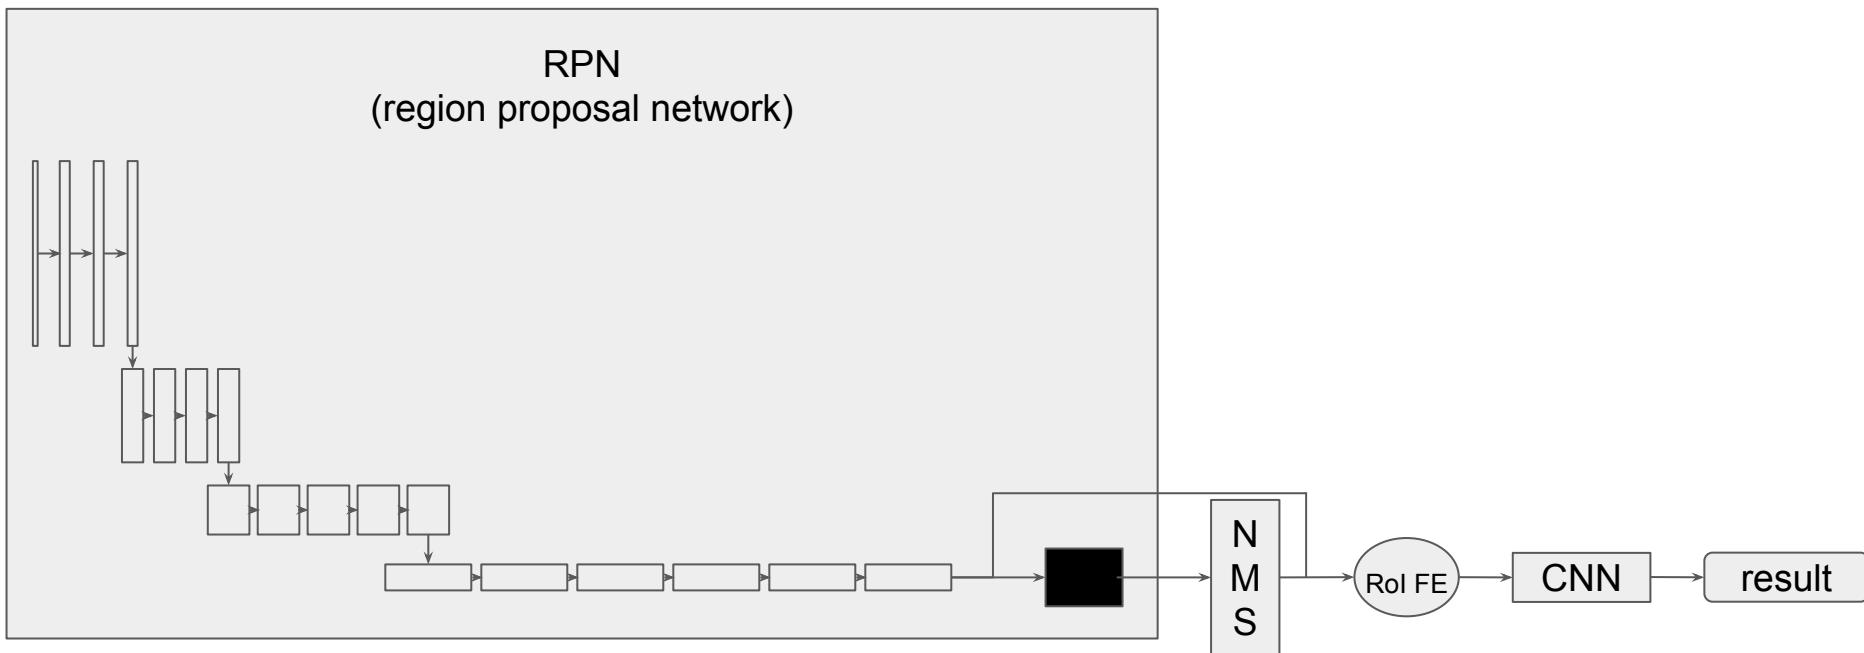 RPN
(region proposal network)
N
M
S
RoI FE
CNN
result